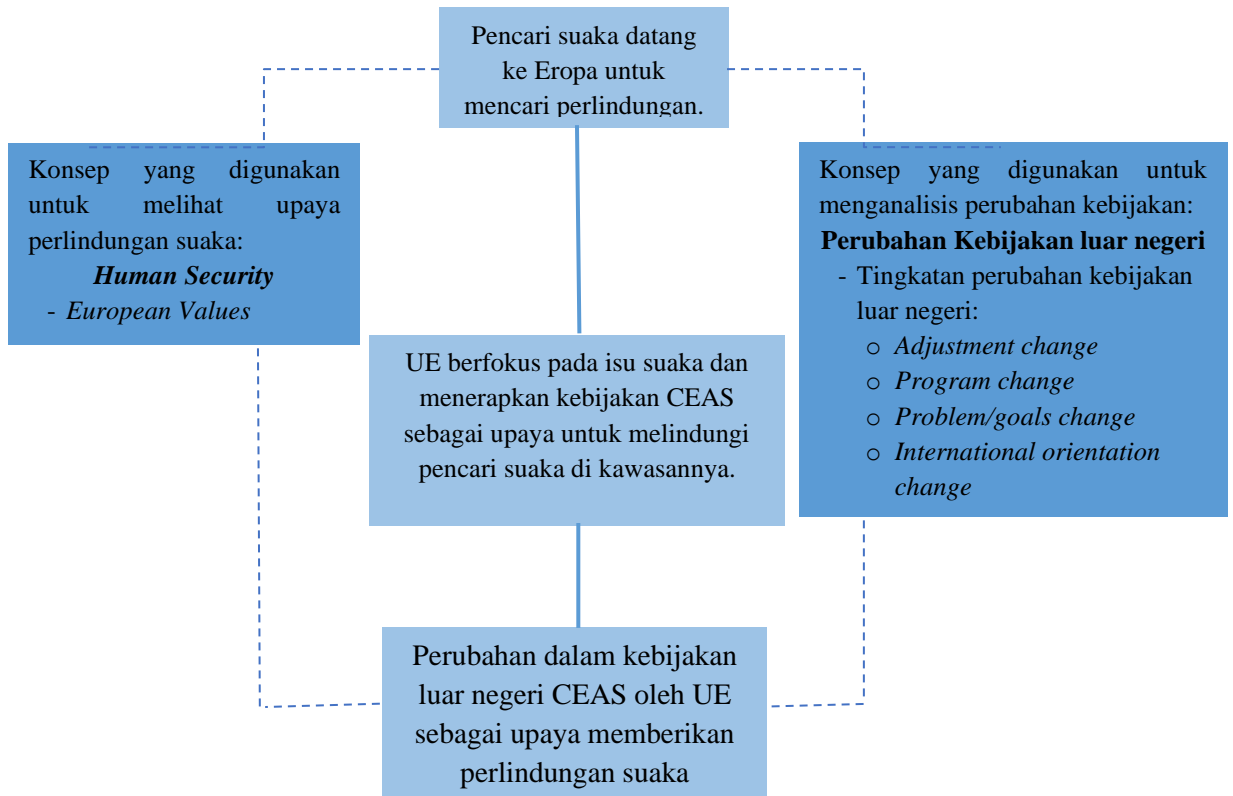 Pencari suaka datang
ke Eropa untuk
mencari perlindungan.
Konsep yang digunakan
untuk melihat upaya
perlindungan suaka:
Human Security
- European Values
Konsep yang digunakan untuk
menganalisis perubahan kebijakan:
Perubahan Kebijakan luar negeri
- Tingkatan perubahan kebijakan
luar negeri:
o Adjustment change
o Program change
o Problem/goals change
o International orientation
change
UE berfokus pada isu suaka dan
menerapkan kebijakan CEAS
sebagai upaya untuk melindungi
pencari suaka di kawasannya.
Perubahan dalam kebijakan
luar negeri CEAS oleh UE
sebagai upaya memberikan
perlindungan suaka